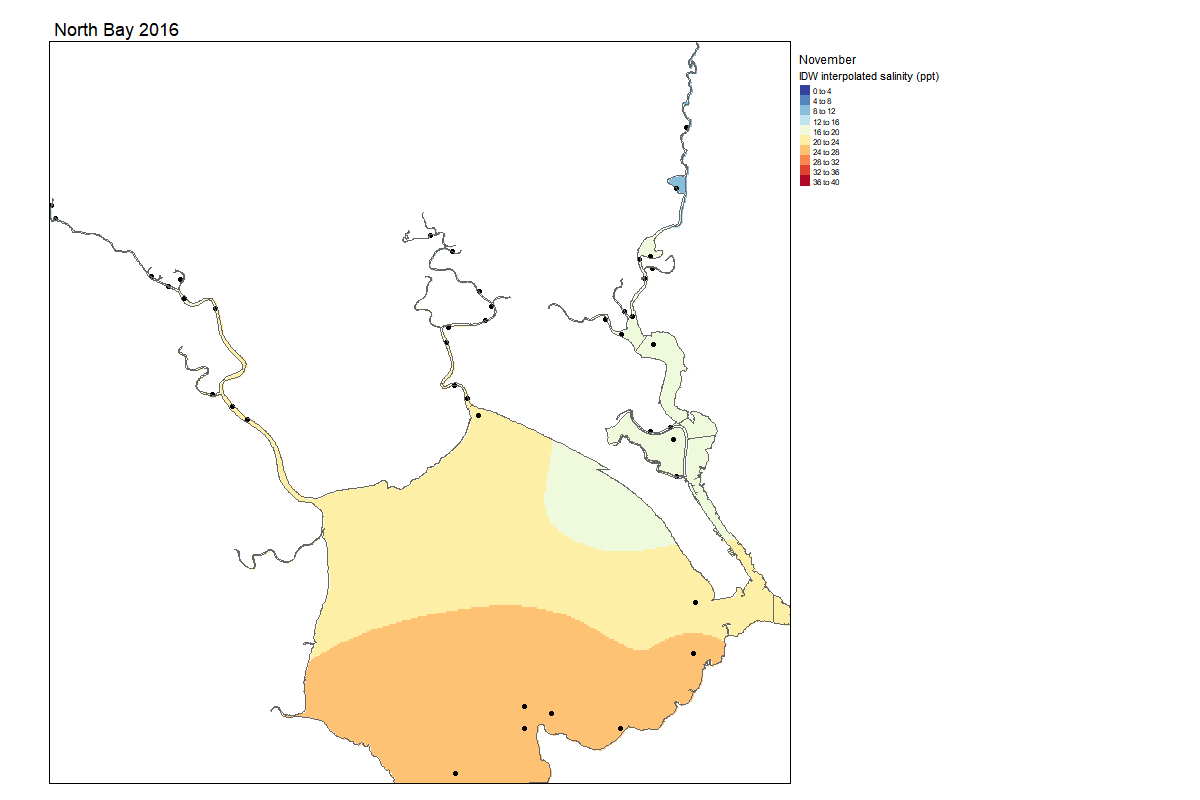 North Bay 2016
November
IDW interpolated salinity (ppt)
0 to 4
4 to 8
8 to 12
12 to 16
16 to 20
20 to 24
24 to 28
28 to 32
32 to 36
36 to 40